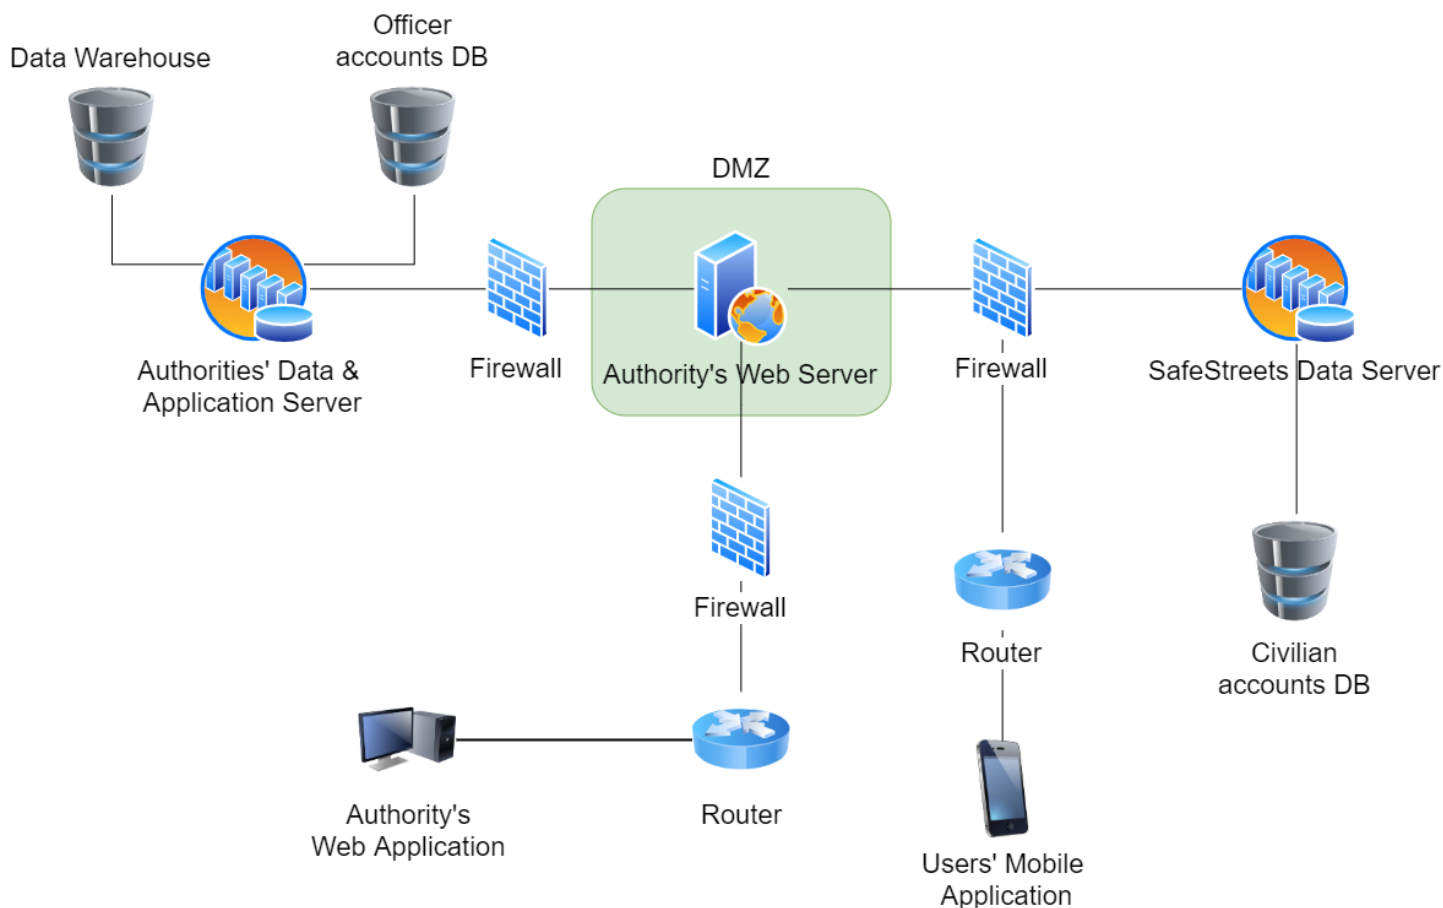 Officer
accounts DB
Data Warehouse
DMZ
Authorities' Data &
Application Server
Firewall
Authority's Web Server
Firewall
SafeStreets Data Server
Firewall
Router
Civilian
accounts DB
Authority's
Web Application
Router
Users' Mobile
Application